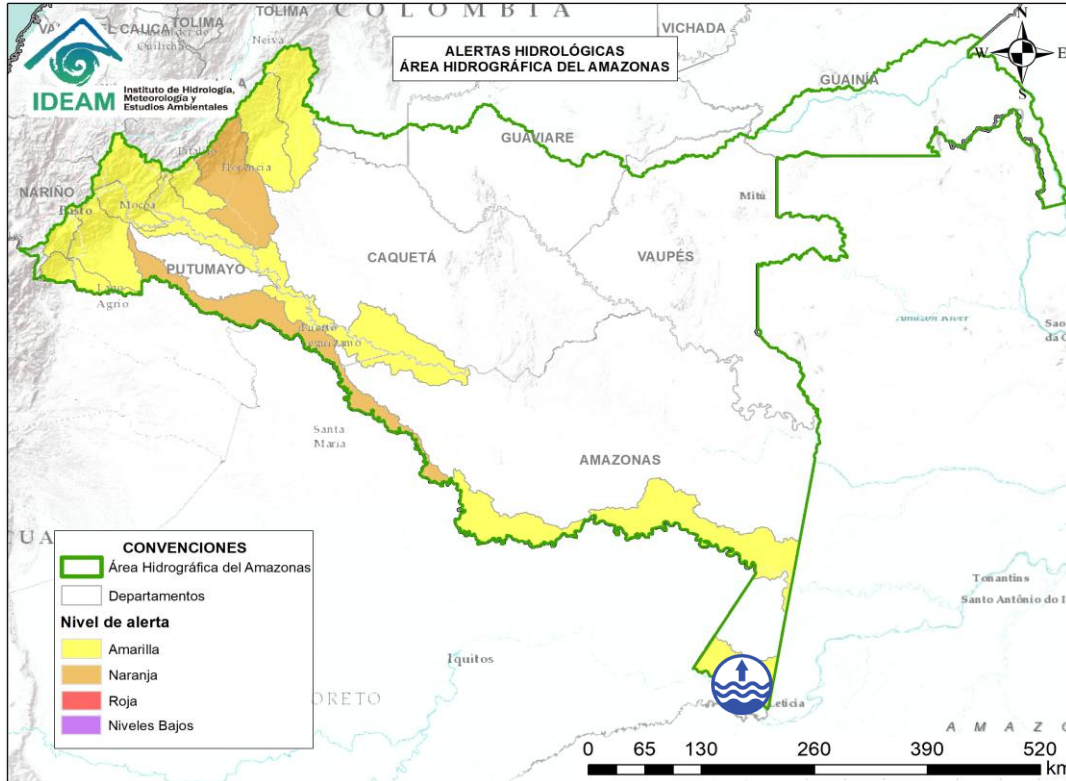 COLOMBIA
TOLIMA
TOLIMA
VICHADA
Neiva
N
W
E
S
IDEAM
Instituto de Hidrología,
Meteorología y
Estudios Ambientales
ALERTAS HIDROLÓGICAS
ÁREA HIDROGRÁFICA DEL AMAZONAS
GUAINÍA
GUAVIARE
Florencia
NARIÑO
Pasto
Mocoa
Mitú
CAQUETÁ
VAUPÉS
PUTUMAYO
Lago
Agrio
Puerto
Leguízamo
Amazon River
Santa
Maria
AMAZONAS
CONVENCIONES
Área Hidrográfica del Amazonas
Departamentos
Nivel de alerta
Amarilla
Naranja
Roja
Niveles Bajos
Tonantins
Santo Antônio do I
Iquitos
ORETO
Leticia
AMAZO
0 65 130 260 390 520
km